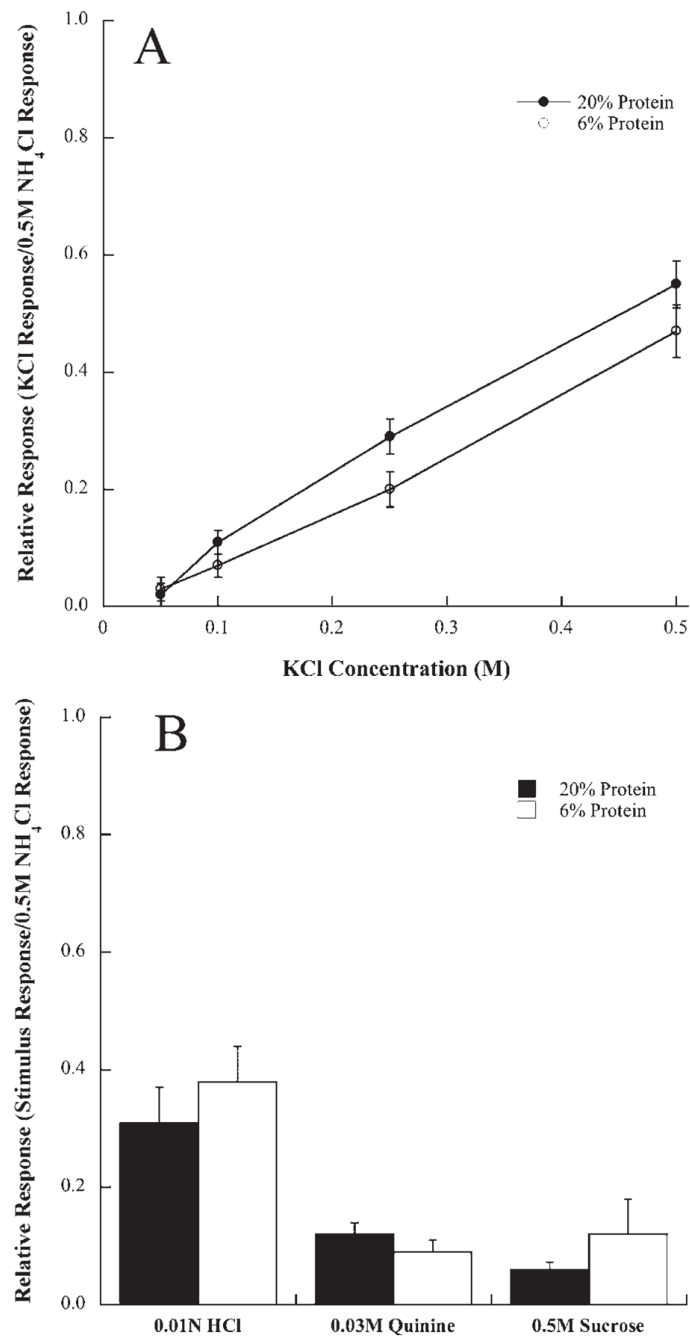 A
20% Protein
6% Protein
Relative Response (KCl Response/0.5M NH4Cl Response)
1.0
0.8
0.6
0.4
0.2
0.0
0 0.1 0.2 0.3 0.4 0.5
KCl Concentration (M)
B
20% Protein
6% Protein
Relative Response (Stimulus Response/0.5M NH4Cl Response)
1.0
0.8
0.6
0.4
0.2
0.0
0.01N HCl 0.03M Quinine 0.5M Sucrose